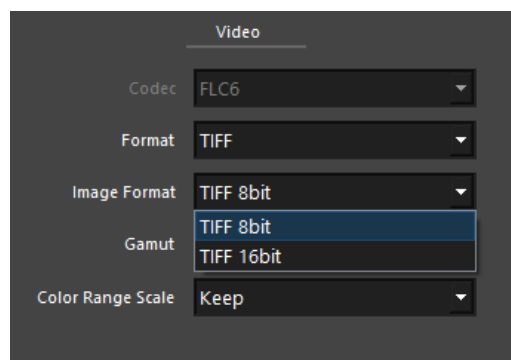 Video
Codec FLC6
Format TIFF
Image Format TIFF 8bit
TIFF 8bit
Gamut
TIFF 16bit
Color Range Scale Keep